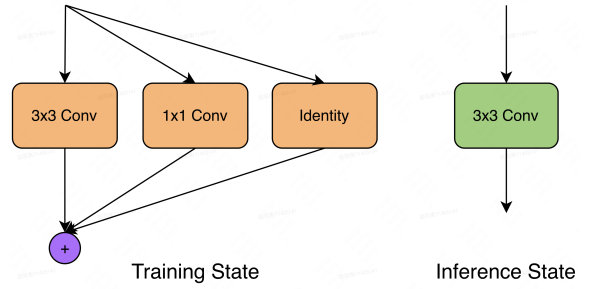 3x3 Conv
1x1 Conv
Identity
3x3 Conv
+
Training State
Inference State